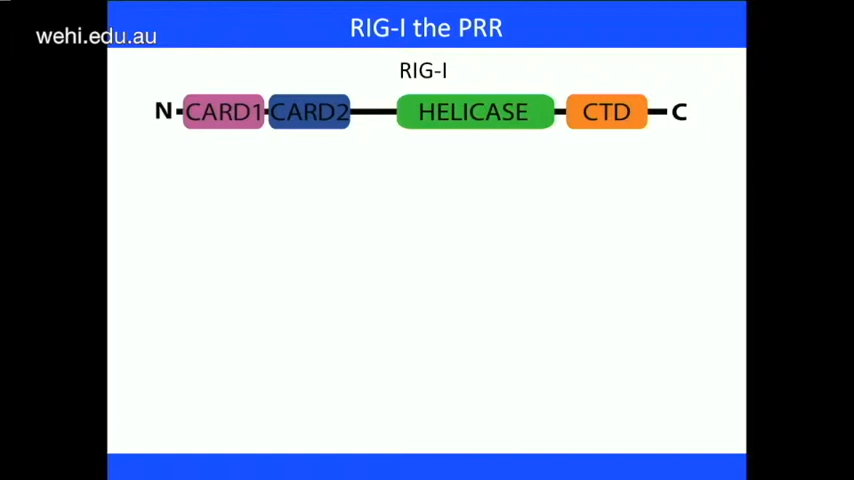 wehi.edu.au
RIG-I the PRR
RIG-I
N CARD1 CARD2 HELICASE CTD C